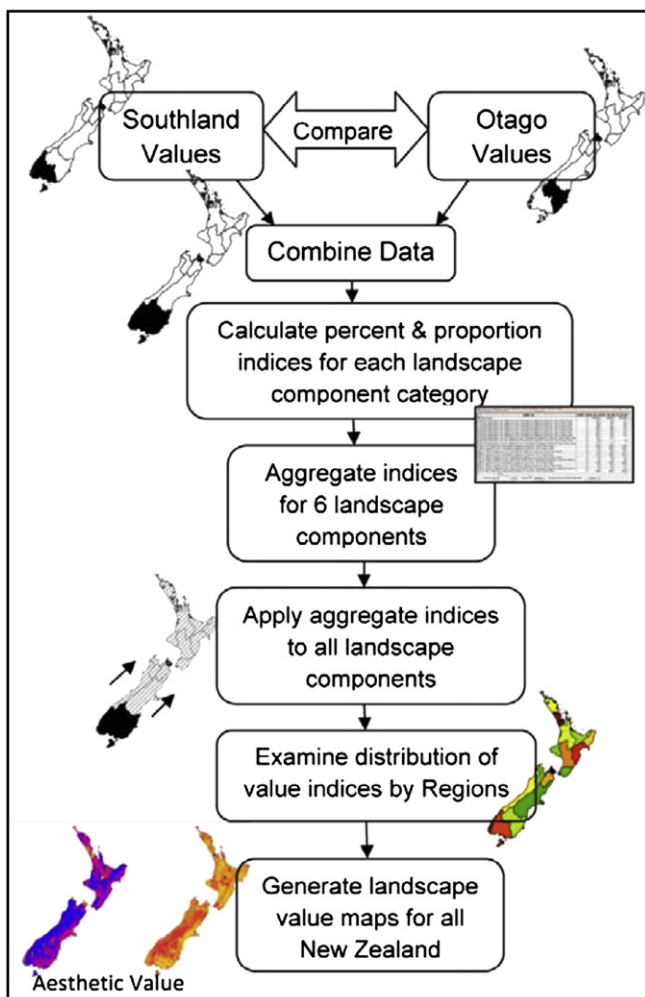 Southland
Values
Compare
Otago
Values
Combine Data
Calculate percent & proportion
indices for each landscape
component category
Aggregate indices
for 6 landscape
components
Apply aggregate indices
to all landscape
components
Examine distribution of
value indices by Regions
Generate landscape
value maps for all
New Zealand
Aesthetic Value